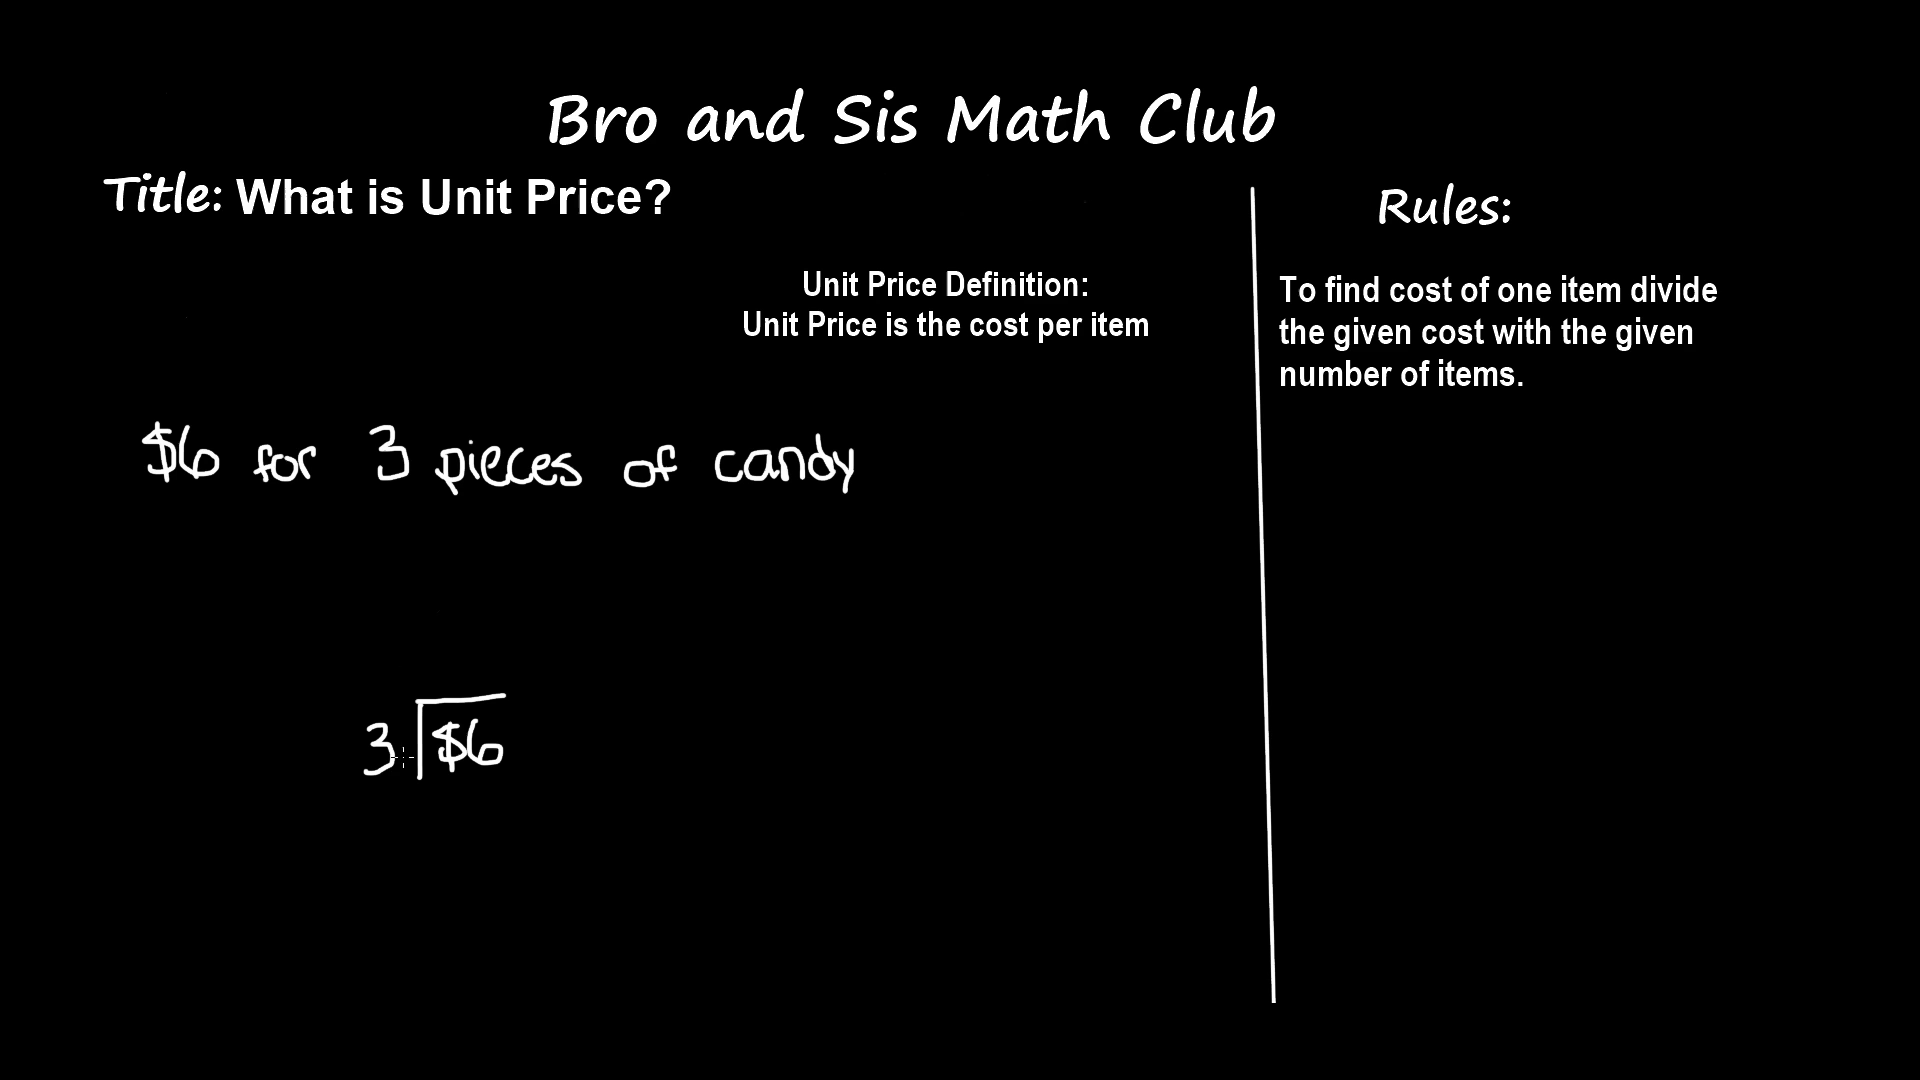 Bro and Sis Math Club
Title: What is Unit Price?
Unit Price Definition:
Unit Price is the cost per item
$6 for 3 pieces of candy
3 $6
Rules:
To find cost of one item divide
the given cost with the given
number of items.